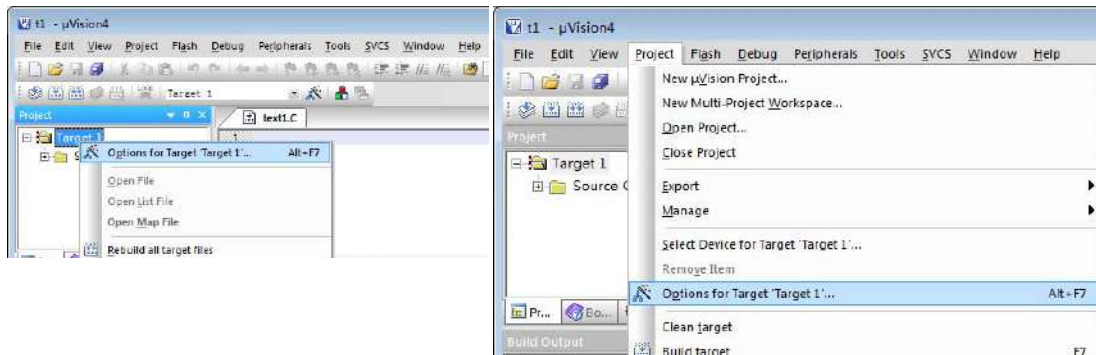 t1 - µVision4
File Edit View Project Flash Debug Peripherals Tools SVCS Window Help
Target 1
Project
text1.C
1
Target 1
Options for Target 'Target 1'... Alt+F7
Open File
Open List File
Open Map File
Rebuild all target files
t1 - µVision4
File Edit View Project Flash Debug Peripherals Tools SVCS Window Help
New µVision Project...
New Multi-Project Workspace...
Open Project...
Close Project
Project
Target 1
Source
Export
Manage
Select Device for Target 'Target 1'...
Remove Item
Options for Target 'Target 1'... Alt+F7
Pr... Bo...
Clean target
Build Output
Build target F7